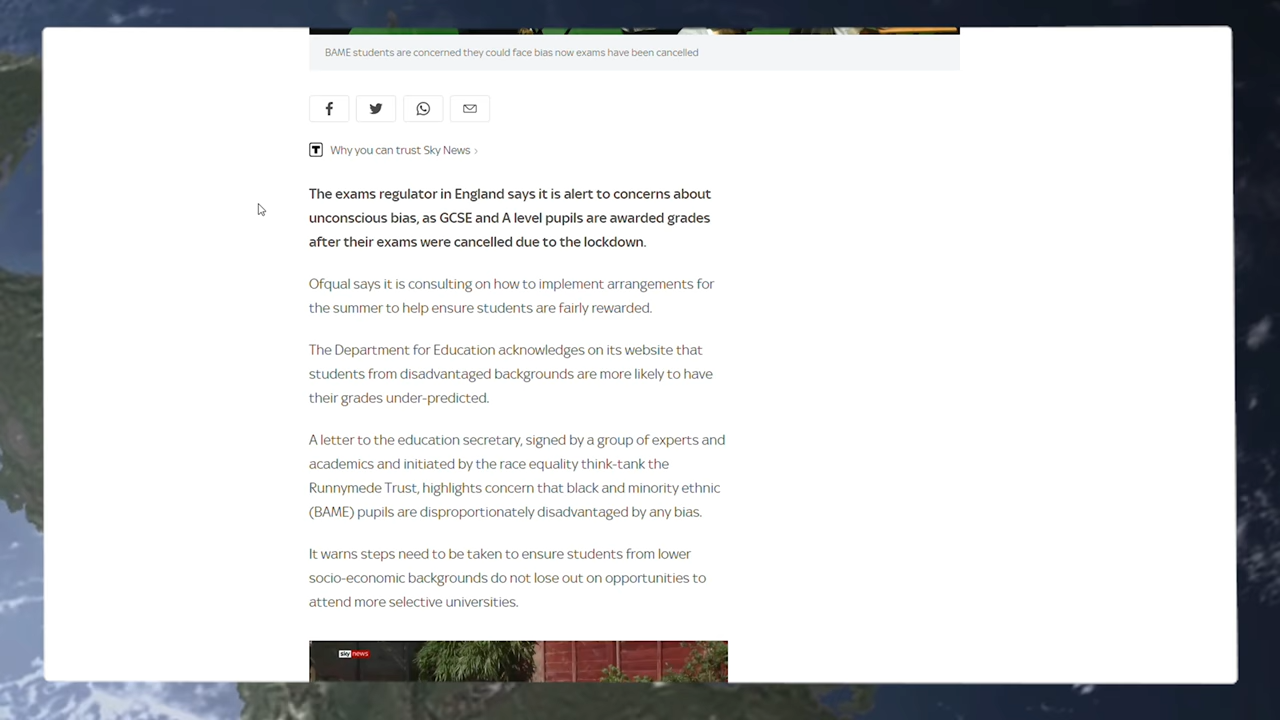 BAME students are concerned they could face bias now exams have been cancelled
Why you can trust Sky News >
The exams regulator in England says it is alert to concerns about
unconscious bias, as GCSE and A level pupils are awarded grades
after their exams were cancelled due to the lockdown.
Ofqual says it is consulting on how to implement arrangements for
the summer to help ensure students are fairly rewarded.
The Department for Education acknowledges on its website that
students from disadvantaged backgrounds are more likely to have
their grades under-predicted.
A letter to the education secretary, signed by a group of experts and
academics and initiated by the race equality think-tank the
Runnymede Trust, highlights concern that black and minority ethnic
(BAME) pupils are disproportionately disadvantaged by any bias.
It warns steps need to be taken to ensure students from lower
socio-economic backgrounds do not lose out on opportunities to
attend more selective universities.
sky news